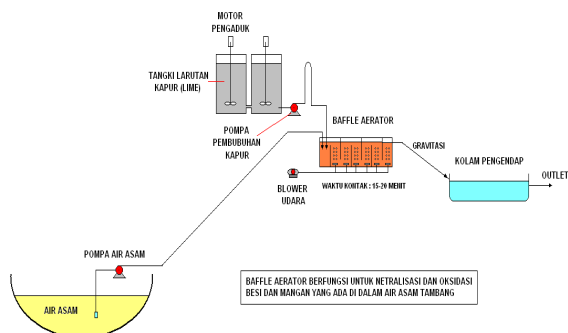 MOTOR
PENGADUK
TANGKI LARUTAN
KAPUR (LIME)
POMPA
PEMBUBUHAN
KAPUR
BAFFLE AERATOR
GRAVITASI
KOLAM PENGENDAP
OUTLET
BLOWER
UDARA
WAKTU KONTAK : 15-20 MENIT
POMPA AIR ASAM
AIR ASAM
BAFFLE AERATOR BERFUNGSI UNTUK NETRALISASI DAN OKSIDASI
BESI DAN MANGAN YANG ADA DI DALAM AIR ASAM TAMBANG